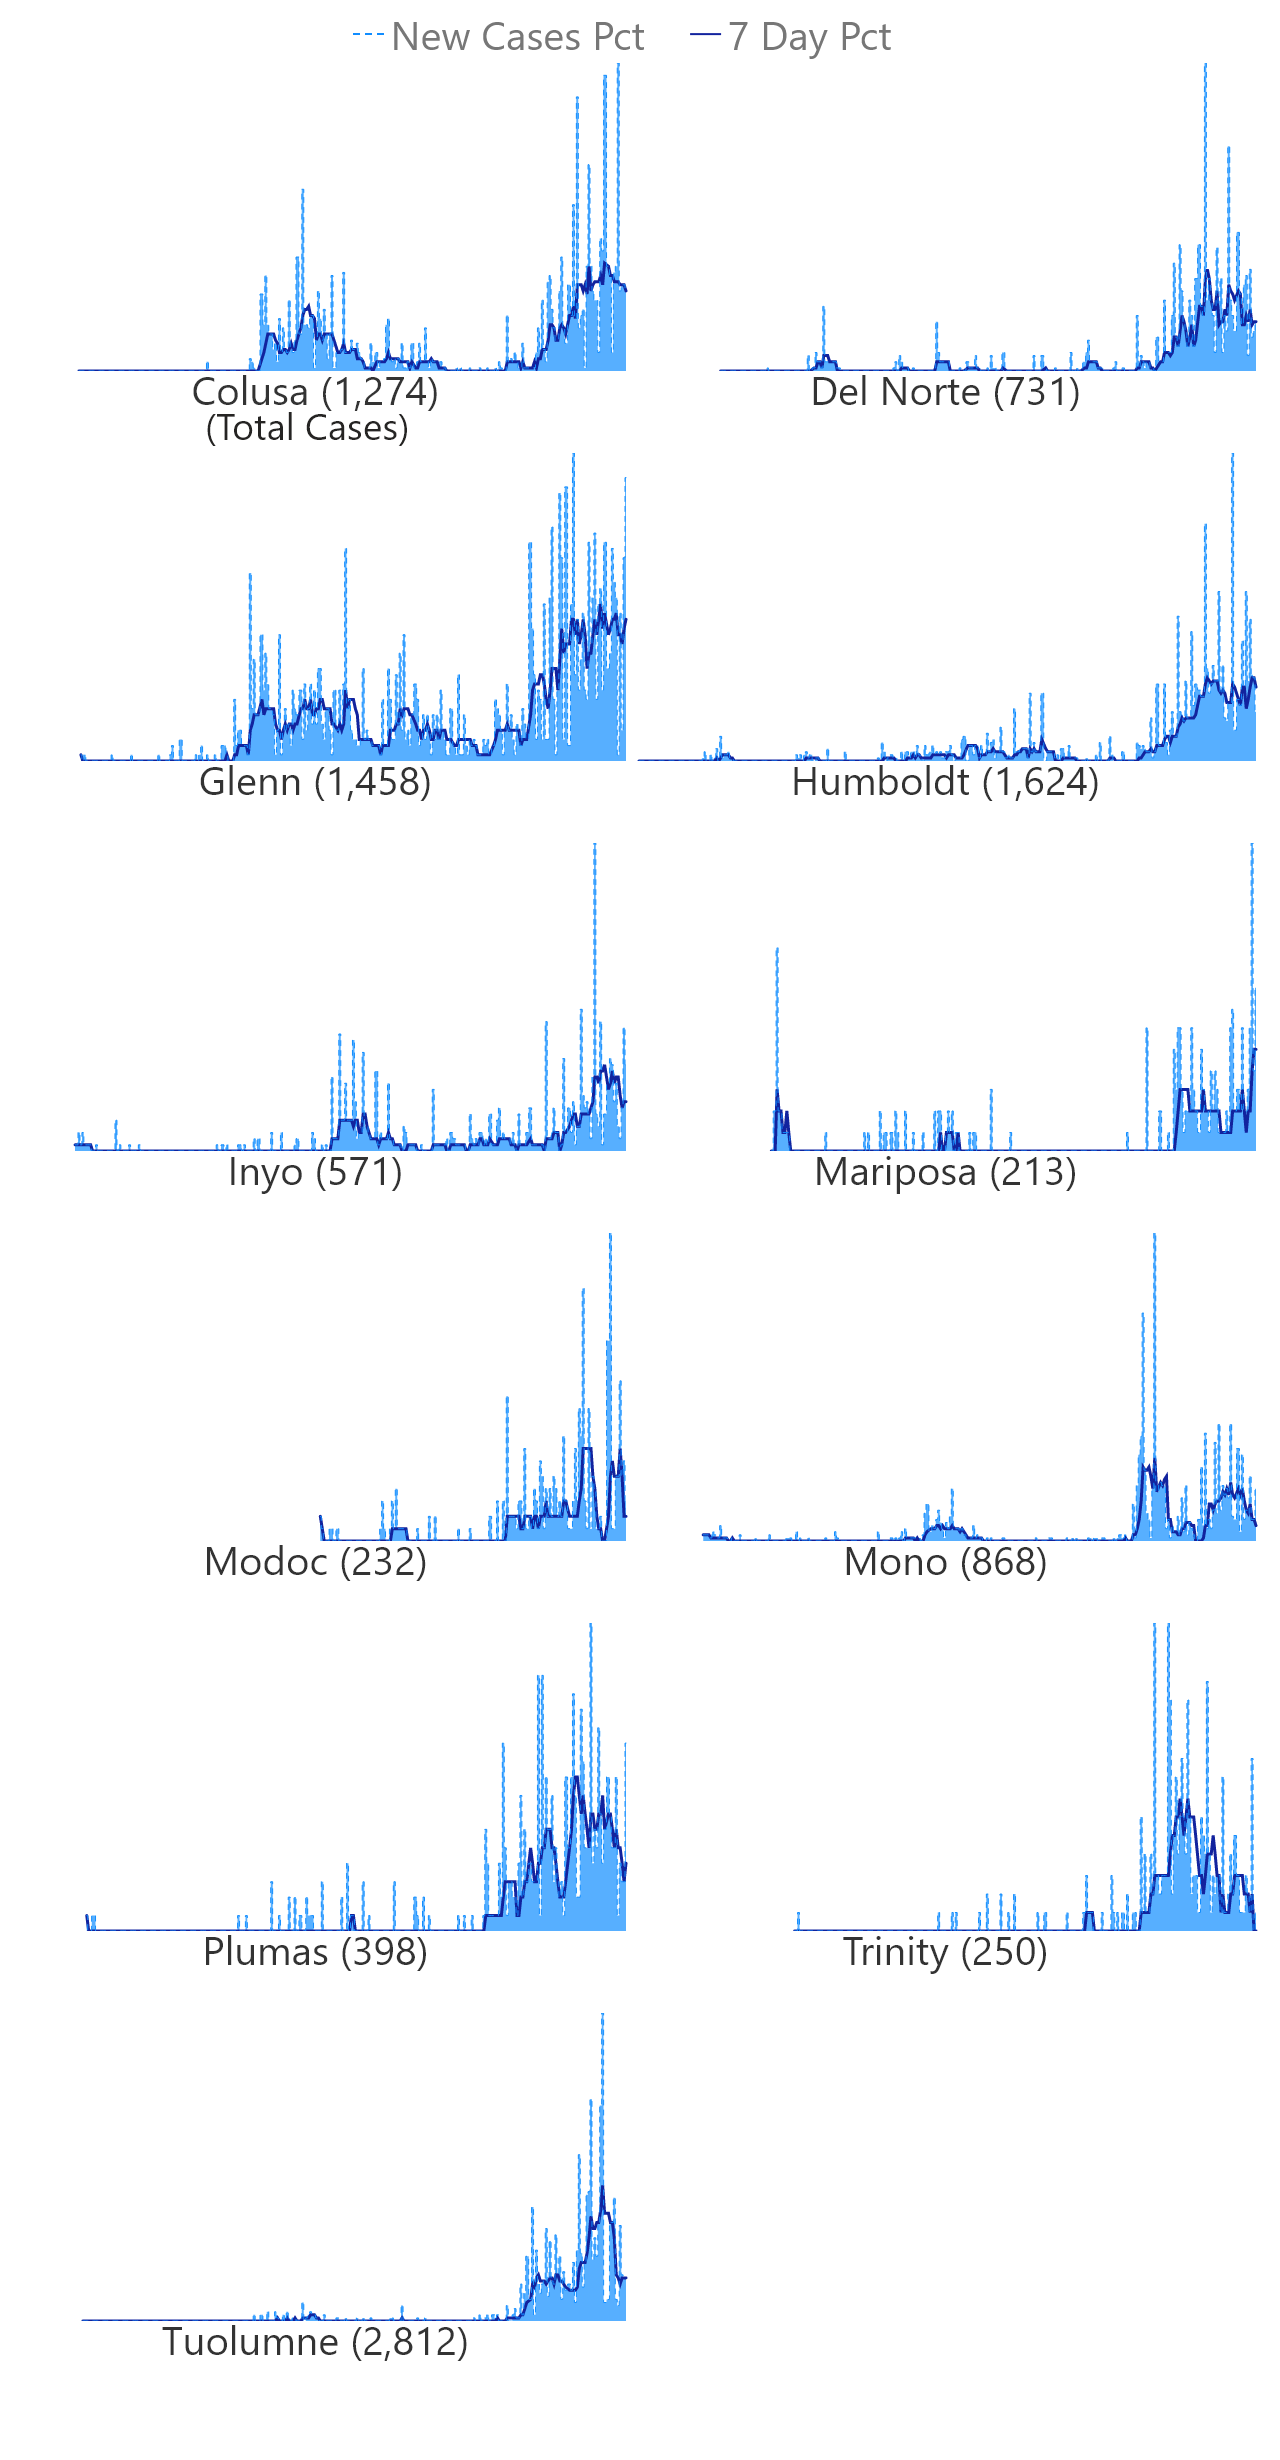 New Cases Pct 7 Day Pct
Colusa (1,274) Del Norte (731)
(Total Cases)
Glenn (1,458) Humboldt (1,624)
Inyo (571) Mariposa (213)
Modoc (232) Mono (868)
Plumas (398) Trinity (250)
Tuolumne (2,812)